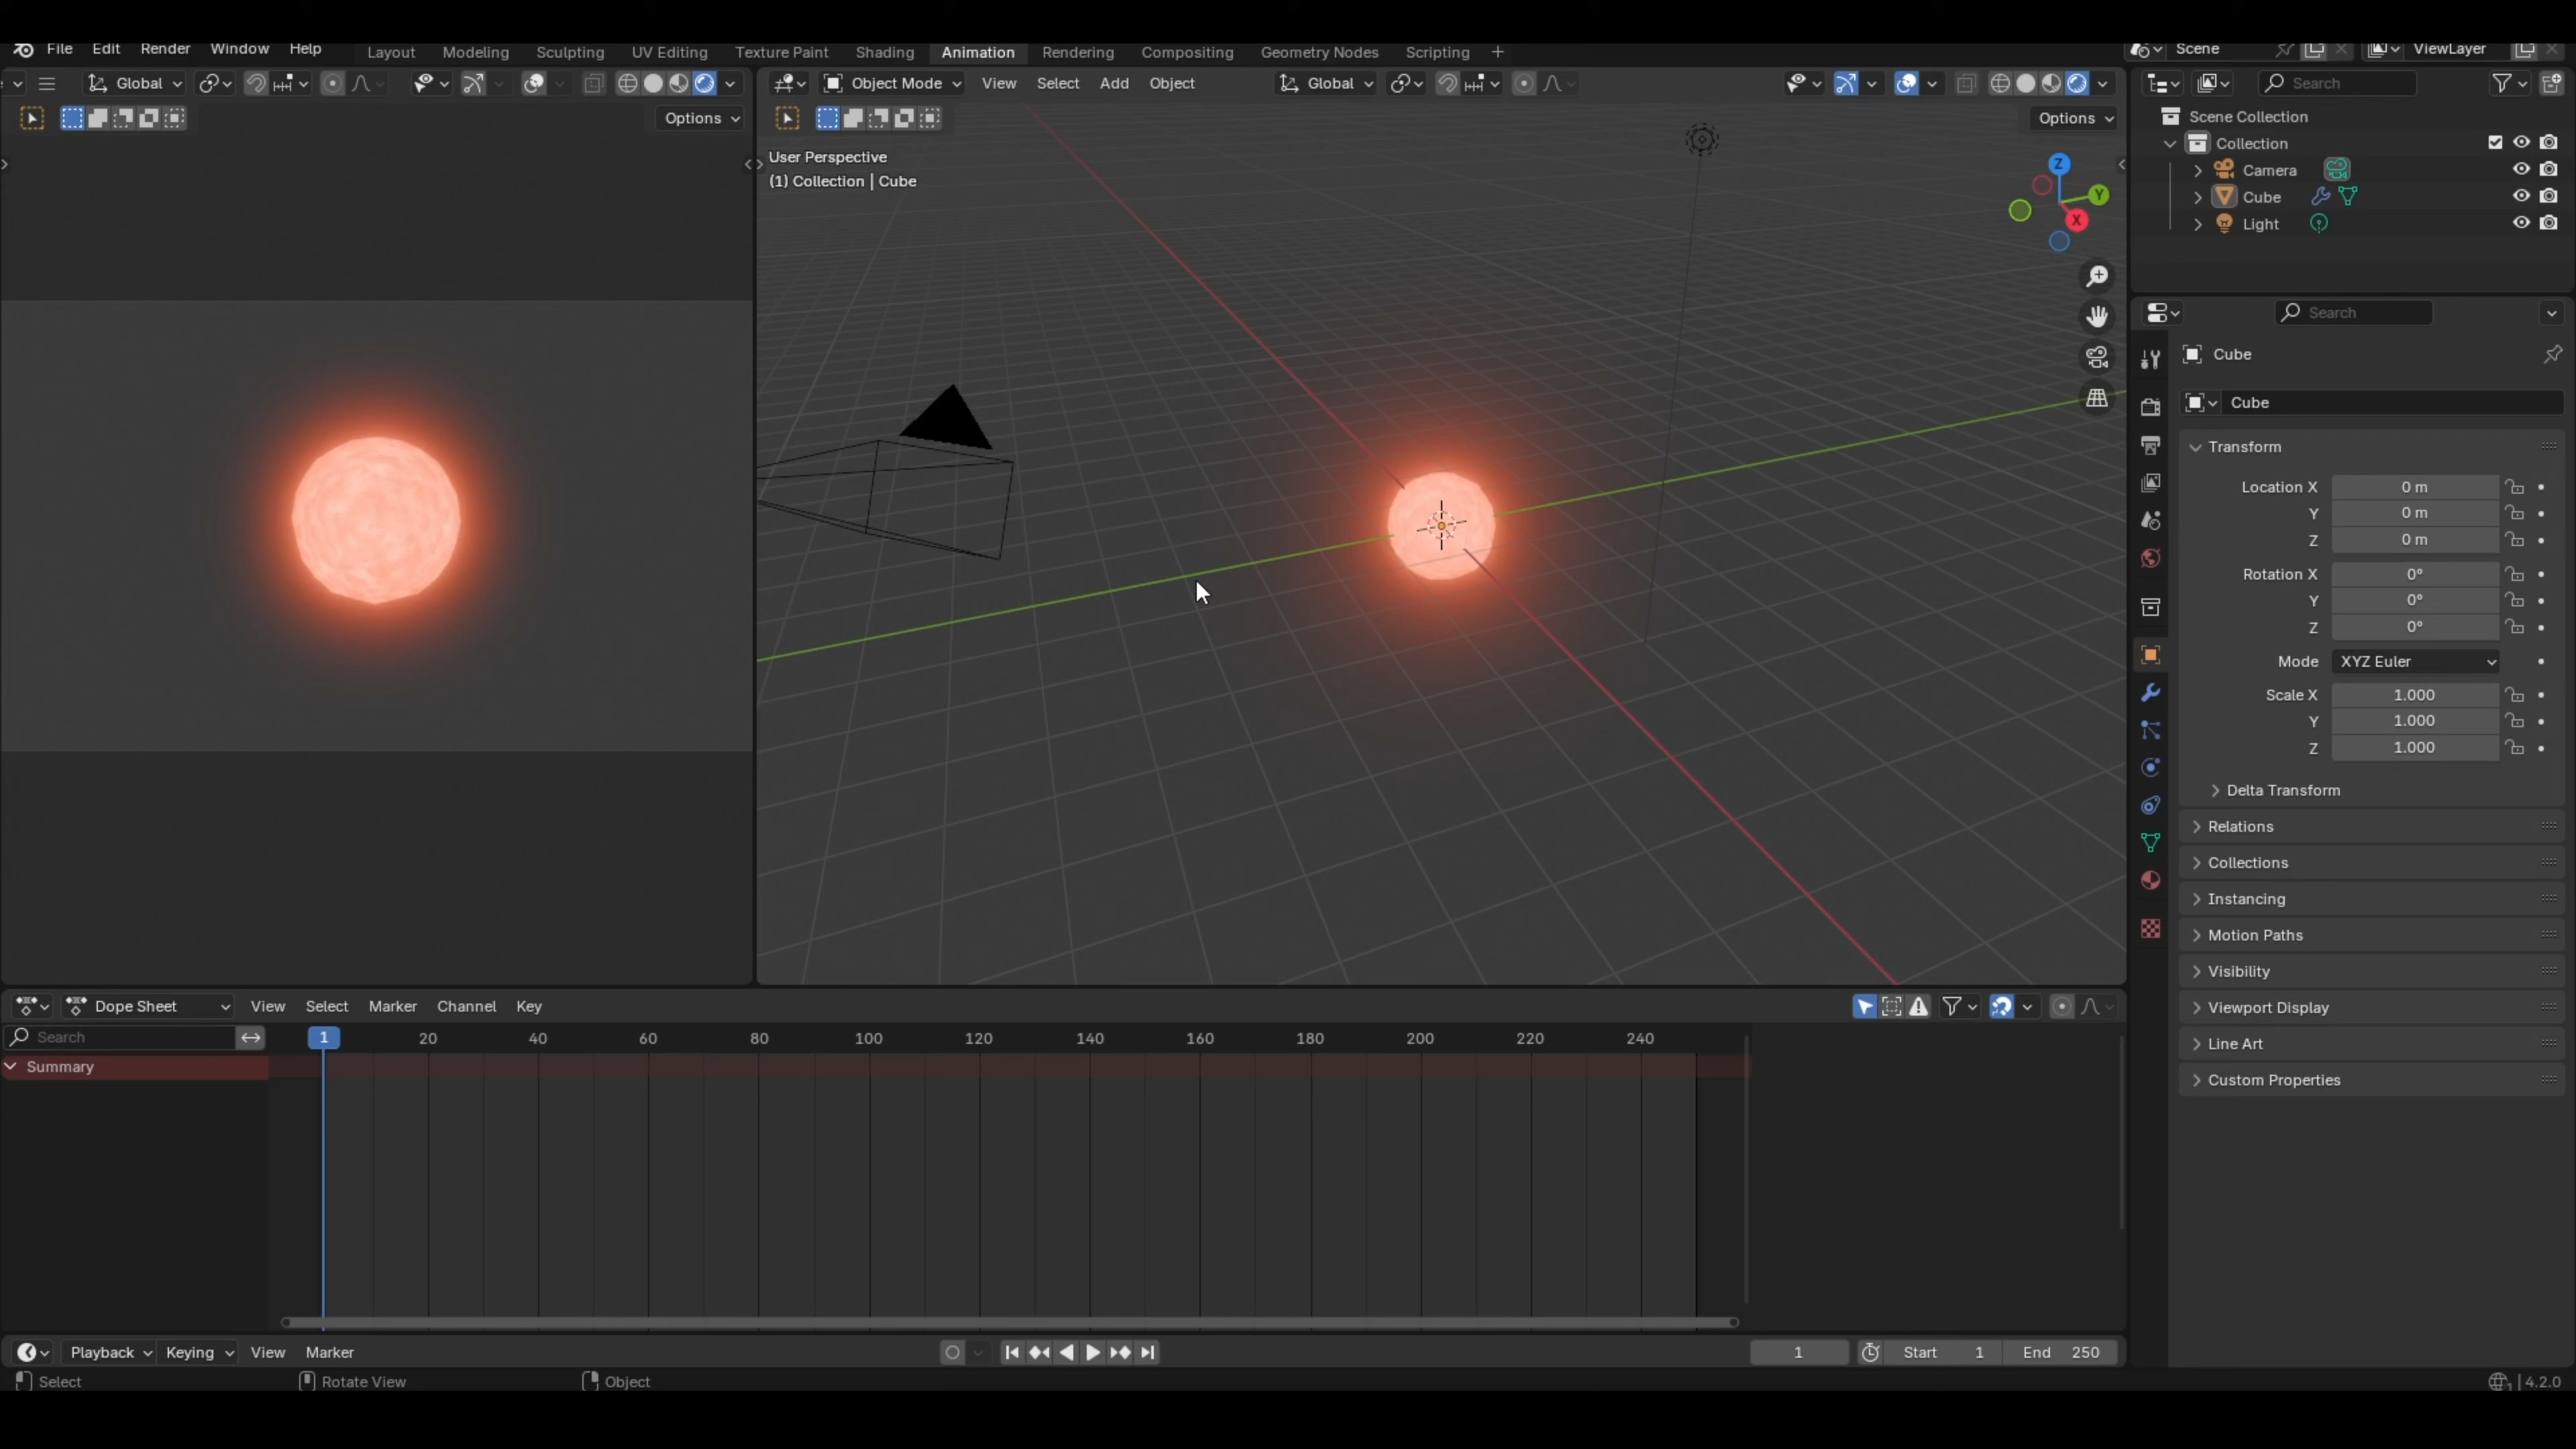 File Edit Render Window Help Layout Modeling Sculpting UV Editing Texture Paint Shading Animation Rendering Compositing Geometry Nodes Scripting + Scene ViewLayer
Global Object Mode View Select Add Object Global Search
Options Options
User Perspective
(1) Collection | Cube
Z
Y
X
Scene Collection
Collection
Camera
Cube
Light
Search
Cube
Cube
Transform
Location X 0 m
Y 0 m
Z 0 m
Rotation X 0°
Y 0°
Z 0°
Mode XYZ Euler
Scale X 1.000
Y 1.000
Z 1.000
Delta Transform
Relations
Collections
Instancing
Motion Paths
Visibility
Viewport Display
Line Art
Custom Properties
Dope Sheet View Select Marker Channel Key
Search 1 20 40 60 80 100 120 140 160 180 200 220 240
Summary
Playback Keying View Marker 1 Start 1 End 250
Select Rotate View Object 4.2.0